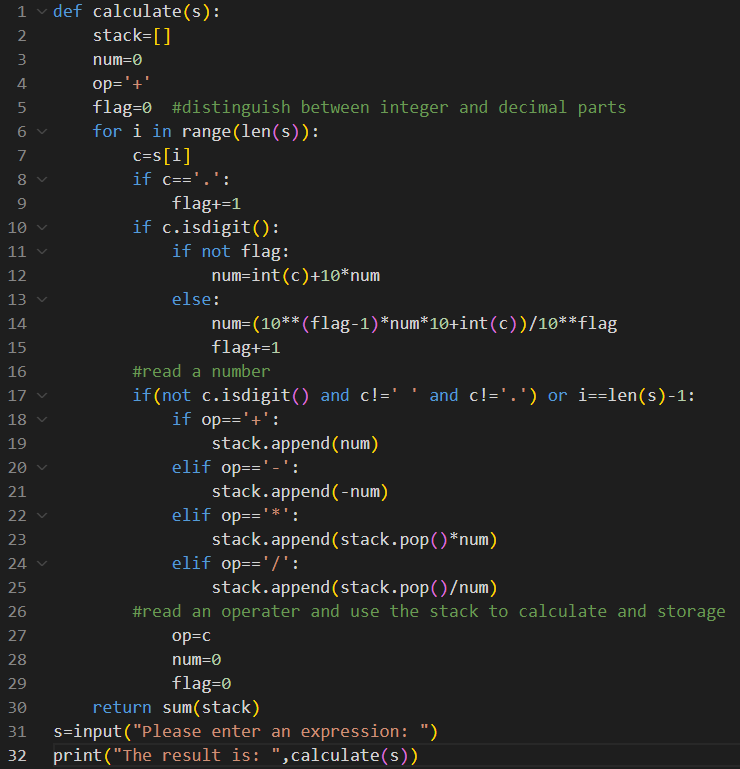 1 def calculate(s):
2     stack=[]
3     num=0
4     op='+'
5     flag=0  #distinguish between integer and decimal parts
6     for i in range(len(s)):
7         c=s[i]
8         if c=='.':
9             flag+=1
10         if c.isdigit():
11             if not flag:
12                 num=int(c)+10*num
13             else:
14                 num=(10**(flag-1)*num*10+int(c))/10**flag
15                 flag+=1
16         #read a number
17         if(not c.isdigit() and c!=' ' and c!='.') or i==len(s)-1:
18             if op=='+':
19                 stack.append(num)
20             elif op=='-':
21                 stack.append(-num)
22             elif op=='*':
23                 stack.append(stack.pop()*num)
24             elif op=='/':
25                 stack.append(stack.pop()/num)
26         #read an operater and use the stack to calculate and storage
27             op=c
28             num=0
29             flag=0
30     return sum(stack)
31 s=input("Please enter an expression: ")
32 print("The result is: ",calculate(s))